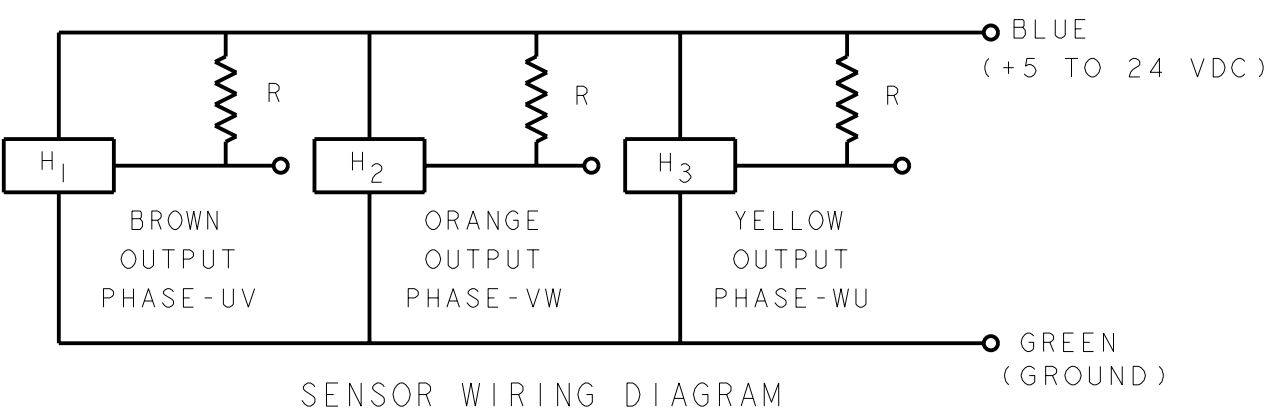 BLUE
(+5 TO 24 VDC)
R
R
R
H1
H2
H3
BROWN
OUTPUT
PHASE-UV
ORANGE
OUTPUT
PHASE-VW
YELLOW
OUTPUT
PHASE-WU
GREEN
(GROUND)
SENSOR WIRING DIAGRAM